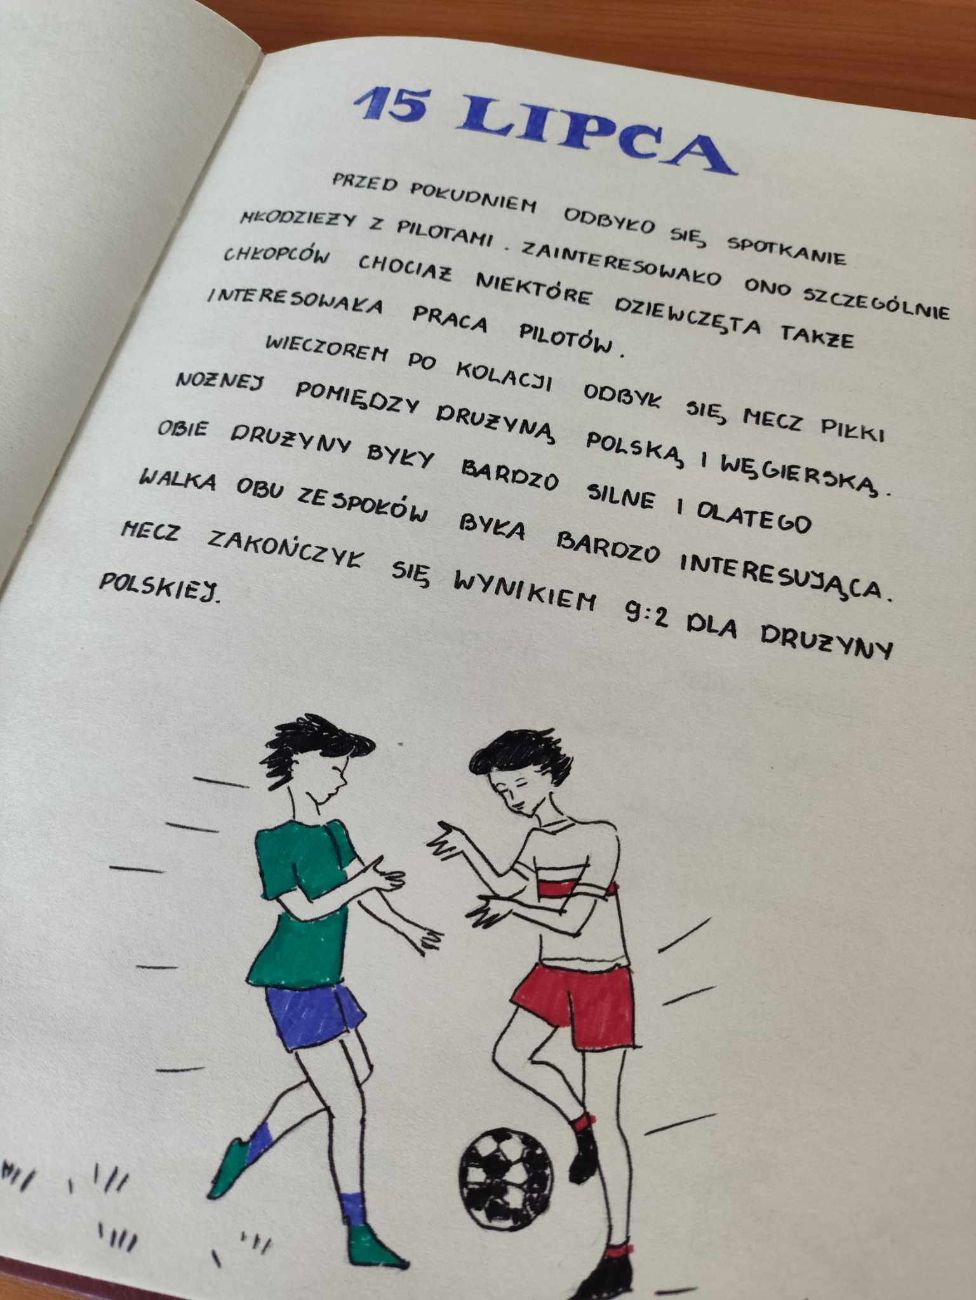 15 LIPCA
PRZED POŁUDNIEM ODBYŁO SIĘ SPOTKANIE
MŁODZIEŻY Z PILOTAMI. ZAINTERESOWAŁO ONO SZCZEGÓLNIE
CHŁOPCÓW CHOCIAŻ NIEKTÓRE DZIEWCZĘTA TAKŻE
INTERESOWAŁA PRACA PILOTÓW.
WIECZOREM PO KOLACJI ODBYŁ SIĘ MECZ PIŁKI
NOŻNEJ POMIĘDZY DRUŻYNĄ POLSKĄ I WĘGIERSKĄ.
OBIE DRUŻYNY BYŁY BARDZO SILNE I DLATEGO
WALKA OBU ZESPOŁÓW BYŁA BARDZO INTERESUJĄCA.
MECZ ZAKOŃCZYŁ SIĘ WYNIKIEM 9:2 DLA DRUŻYNY
POLSKIEJ.